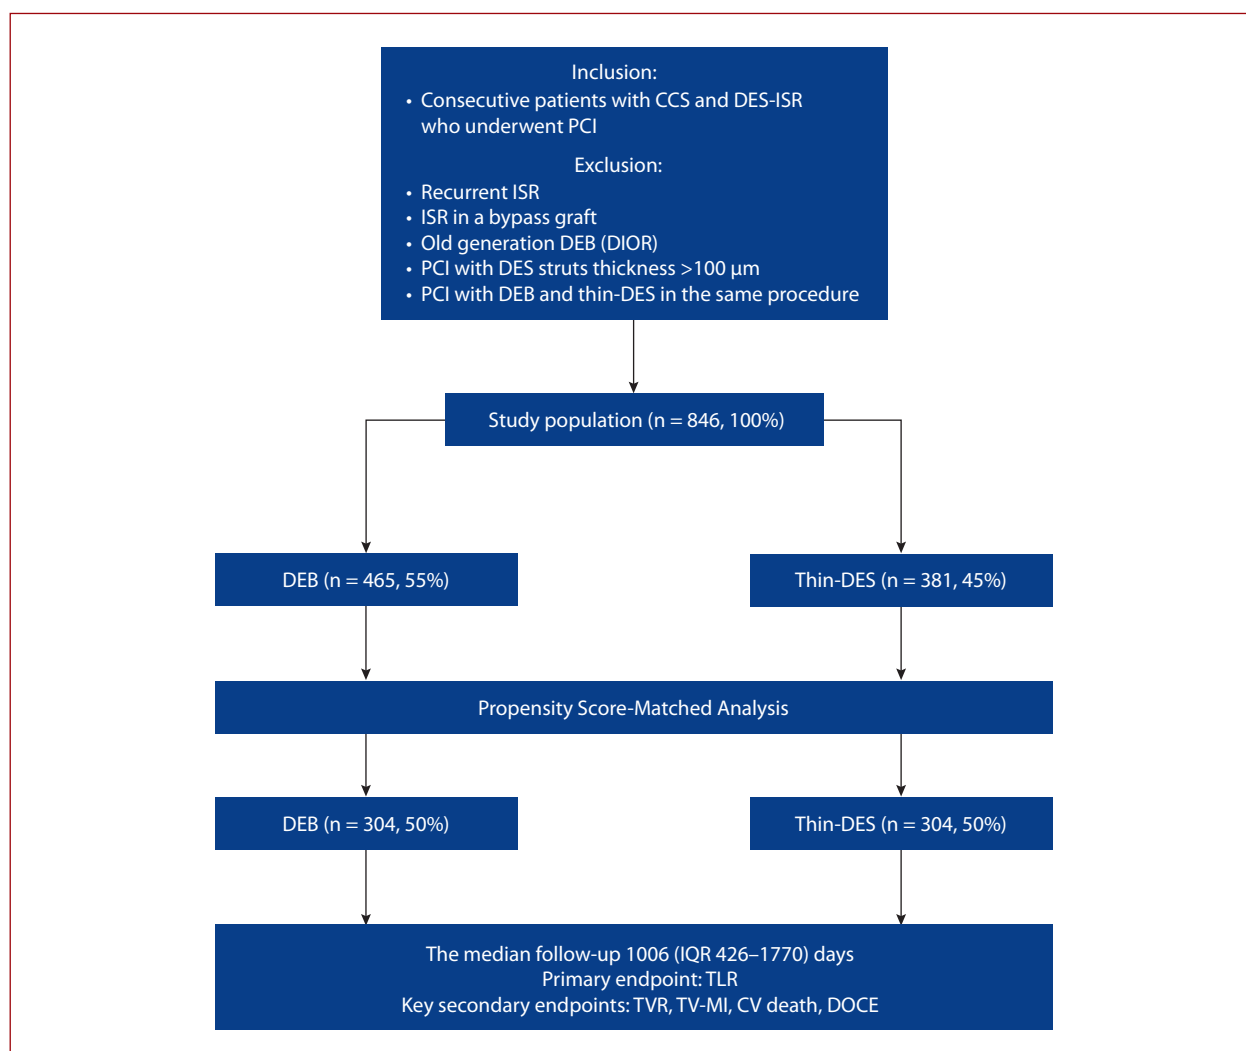 Inclusion:
• Consecutive patients with CCS and DES-ISR
who underwent PCI
Exclusion:
• Recurrent ISR
• ISR in a bypass graft
• Old generation DEB (DIOR)
• PCI with DES struts thickness >100 µm
• PCI with DEB and thin-DES in the same procedure
Study population (n = 846, 100%)
DEB (n = 465, 55%)
Thin-DES (n = 381, 45%)
Propensity Score-Matched Analysis
DEB (n = 304, 50%)
Thin-DES (n = 304, 50%)
The median follow-up 1006 (IQR 426–1770) days
Primary endpoint: TLR
Key secondary endpoints: TVR, TV-MI, CV death, DOCE